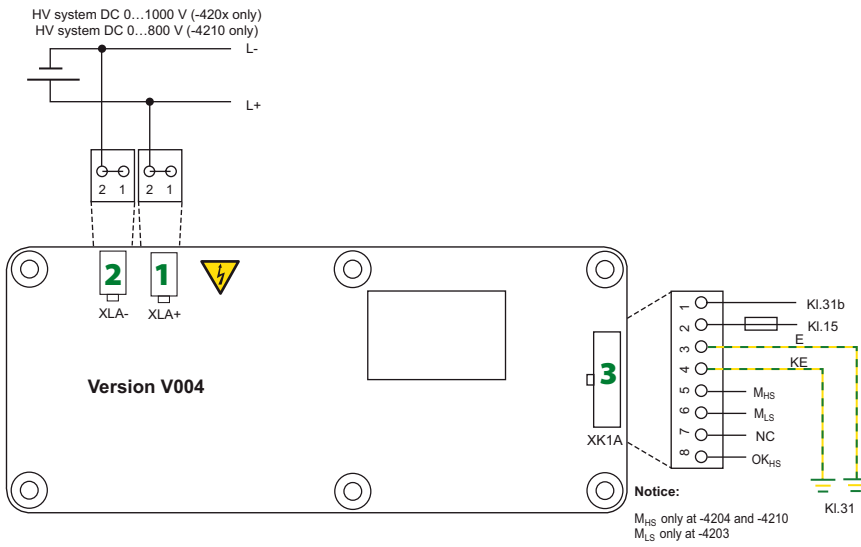 HV system DC 0...1000 V (-420x only)
HV system DC 0...800 V (-4210 only)
L-
L+
2 1
2 1
2
1
XLA-
XLA+
Version V004
3
XK1A
1
Kl.31b
2
Kl.15
3
E
4
KE
5
MHS
6
MLS
7
NC
8
OKHS
Kl.31
Notice:
MHS only at -4204 and -4210
MLS only at -4203